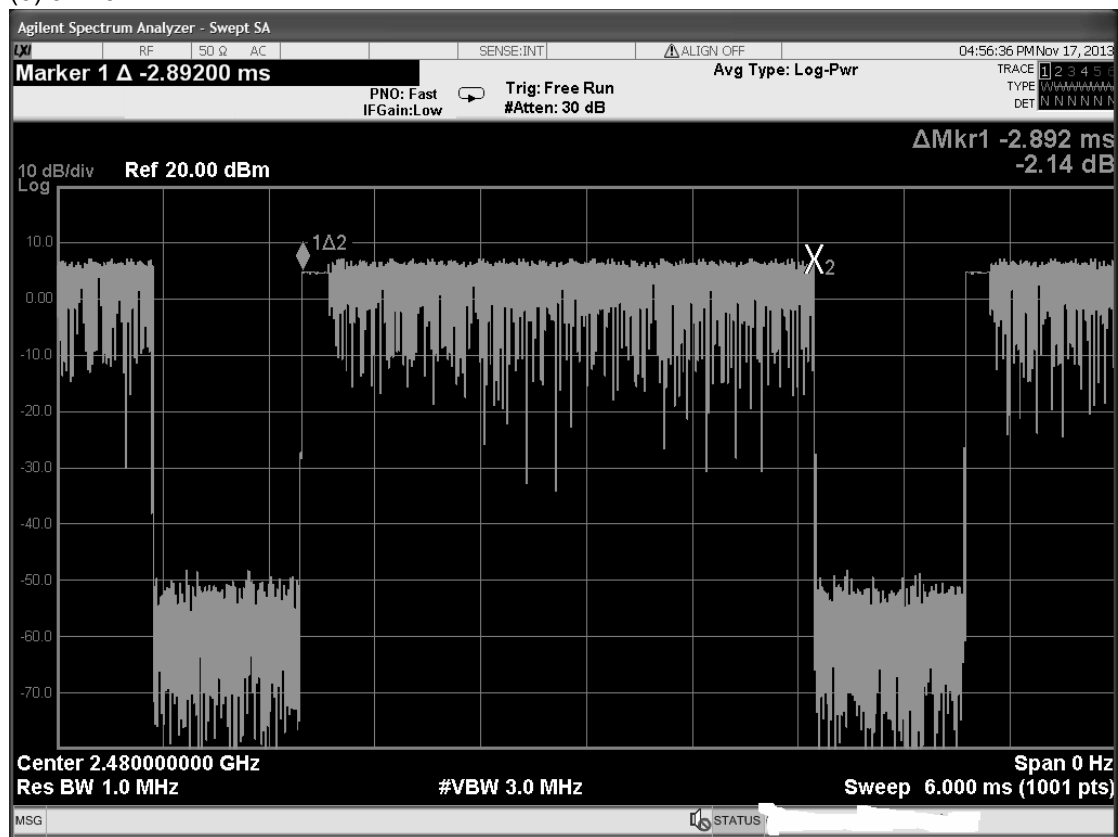 Agilent Spectrum Analyzer - Swept SA
LXI RF 50 Ω AC SENSE:INT ALIGN OFF 04:56:36 PM Nov 17, 2013
Marker 1 Δ -2.89200 ms
PNO: Fast
IFGain:Low
Trig: Free Run
#Atten: 30 dB
Avg Type: Log-Pwr
TRACE 1 2 3 4 5 6
TYPE
DET N N N N N N
ΔMkr1 -2.892 ms
-2.14 dB
10 dB/div Ref 20.00 dBm
Log
10.0
1Δ2
2
0.00
-10.0
-20.0
-30.0
-40.0
-50.0
-60.0
-70.0
Center 2.480000000 GHz Span 0 Hz
Res BW 1.0 MHz #VBW 3.0 MHz Sweep 6.000 ms (1001 pts)
MSG STATUS